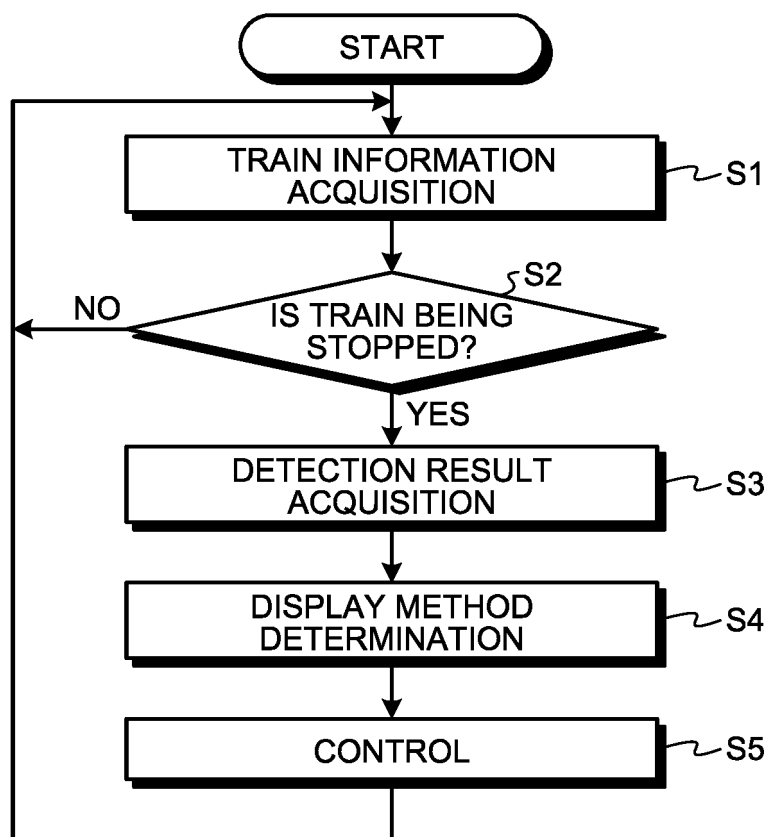 START
TRAIN INFORMATION
ACQUISITION
S1
S2
NO
IS TRAIN BEING
STOPPED?
YES
DETECTION RESULT
ACQUISITION
S3
DISPLAY METHOD
DETERMINATION
S4
CONTROL
S5